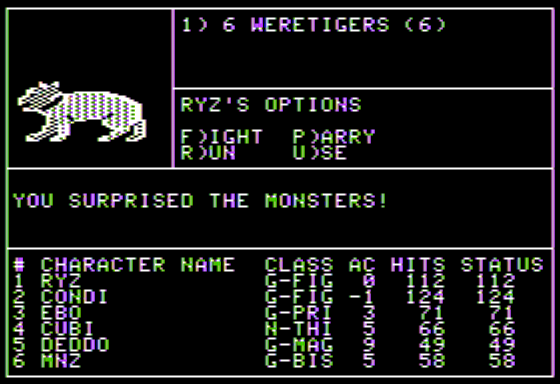 1) 6 WERETIGERS (6)
RYZ'S OPTIONS
F)IGHT P)ARRY
R)UN U)SE
YOU SURPRISED THE MONSTERS!
# CHARACTER NAME CLASS AC HITS STATUS
1 RYZ G-FIG 0 112 112
2 CONDI G-FIG -1 124 124
3 EBO G-PRI 3 71 71
4 CUBI N-THI 5 66 66
5 DEDDO G-MAG 9 49 49
6 MNZ G-BIS 5 58 58